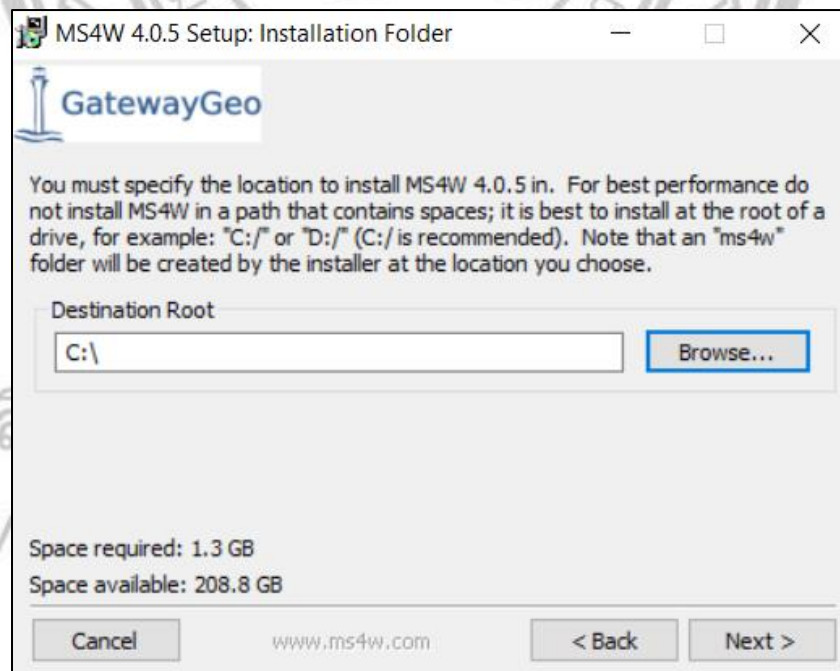 MS4W 4.0.5 Setup: Installation Folder
GatewayGeo
You must specify the location to install MS4W 4.0.5 in. For best performance do
not install MS4W in a path that contains spaces; it is best to install at the root of a
drive, for example: "C:/" or "D:/" (C:/ is recommended). Note that an "ms4w"
folder will be created by the installer at the location you choose.
Destination Root
C:\
Browse...
Space required: 1.3 GB
Space available: 208.8 GB
Cancel
www.ms4w.com
< Back
Next >